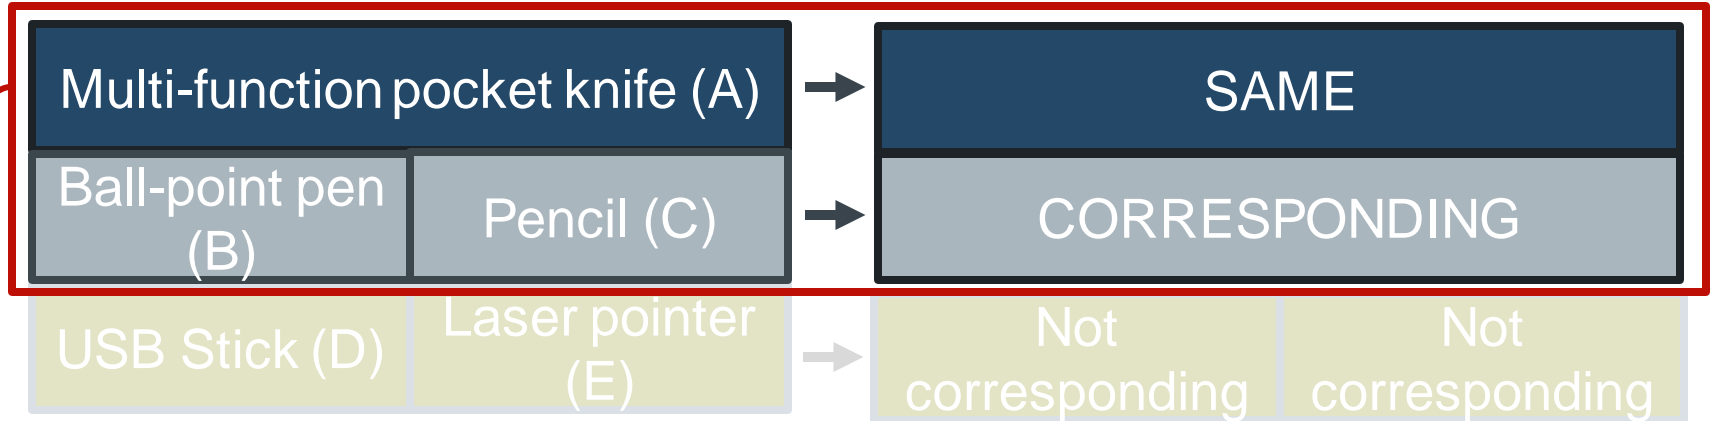 Multi-function pocket knife (A)
SAME
Ball-point pen
(B)
Pencil (C)
CORRESPONDING
USB Stick (D)
Laser pointer
(E)
Not
corresponding
Not
corresponding